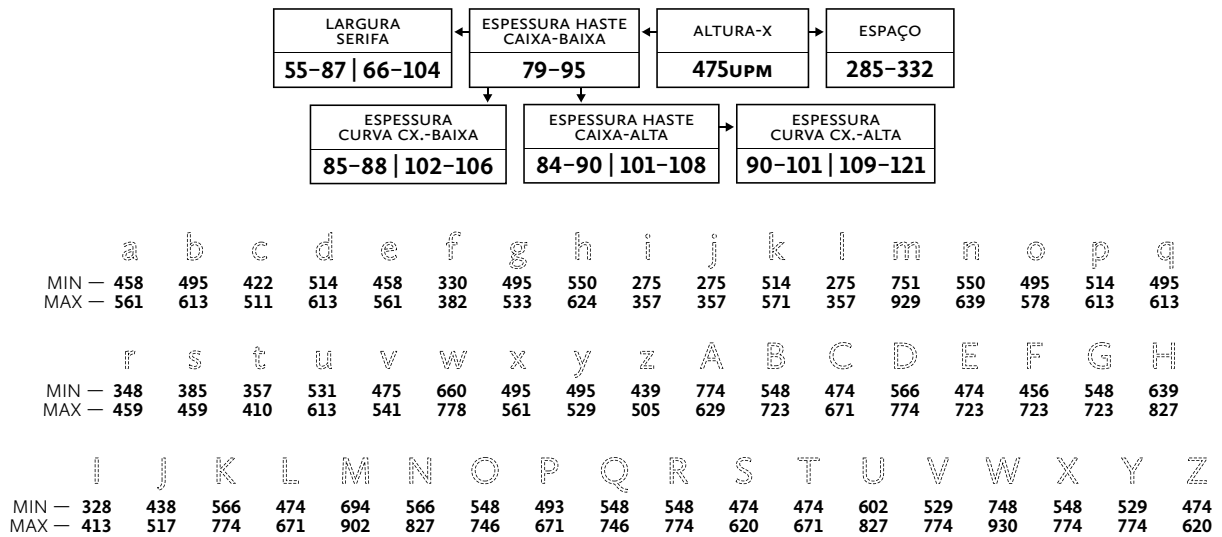 LARGURA SERIFA
55–87 | 66–104
ESPESSURA HASTE CAIXA-BAIXA
79–95
ALTURA-X
475UPM
ESPAÇO
285–332
ESPESSURA CURVA CX.-BAIXA
85–88 | 102–106
ESPESSURA HASTE CAIXA-ALTA
84–90 | 101–108
ESPESSURA CURVA CX.-ALTA
90–101 | 109–121
a b c d e f g h i j k l m n o p q
MIN — 458 495 422 514 458 330 495 550 275 275 514 275 751 550 495 514 495
MAX — 561 613 511 613 561 382 533 624 357 357 571 357 929 639 578 613 613
r s t u v w x y z A B C D E F G H
MIN — 348 385 357 531 475 660 495 495 439 774 548 474 566 474 456 548 639
MAX — 459 459 410 613 541 778 561 529 505 629 723 671 774 723 723 723 827
I J K L M N O P Q R S T U V W X Y Z
MIN — 328 438 566 474 694 566 548 493 548 548 474 474 602 529 748 548 529 474
MAX — 413 517 774 671 902 827 746 671 746 774 620 671 827 774 930 774 774 620